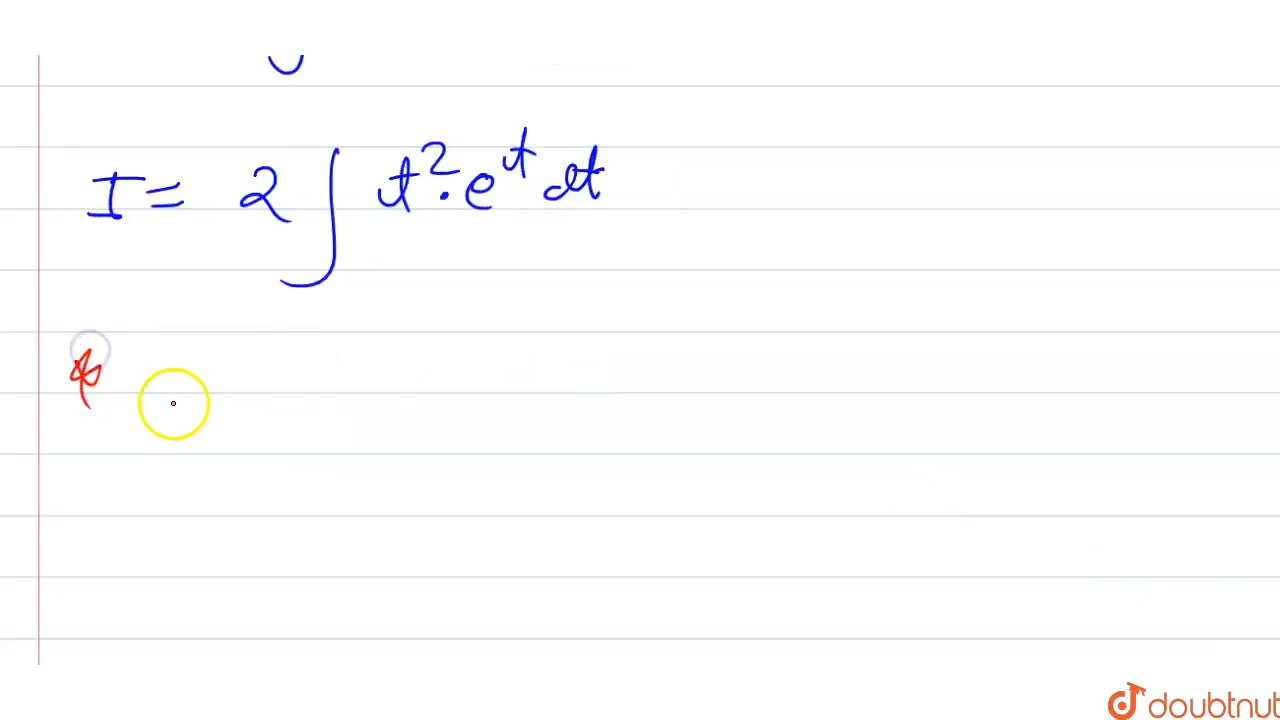 I = 2 ∫ t². eᵗ dt
*
doubtnut